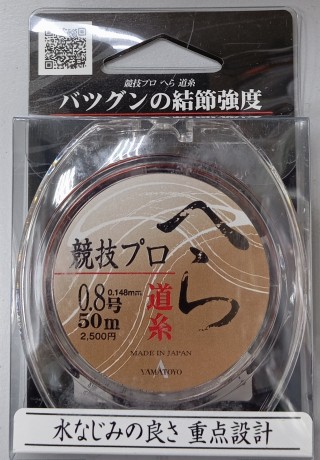 競技プロ へら 道糸
バツグンの結節強度
へら
競技プロ
道糸
0.8号
0.148mm
50m
2,500円
MADE IN JAPAN
YAMATOYO
水なじみの良さ 重点設計